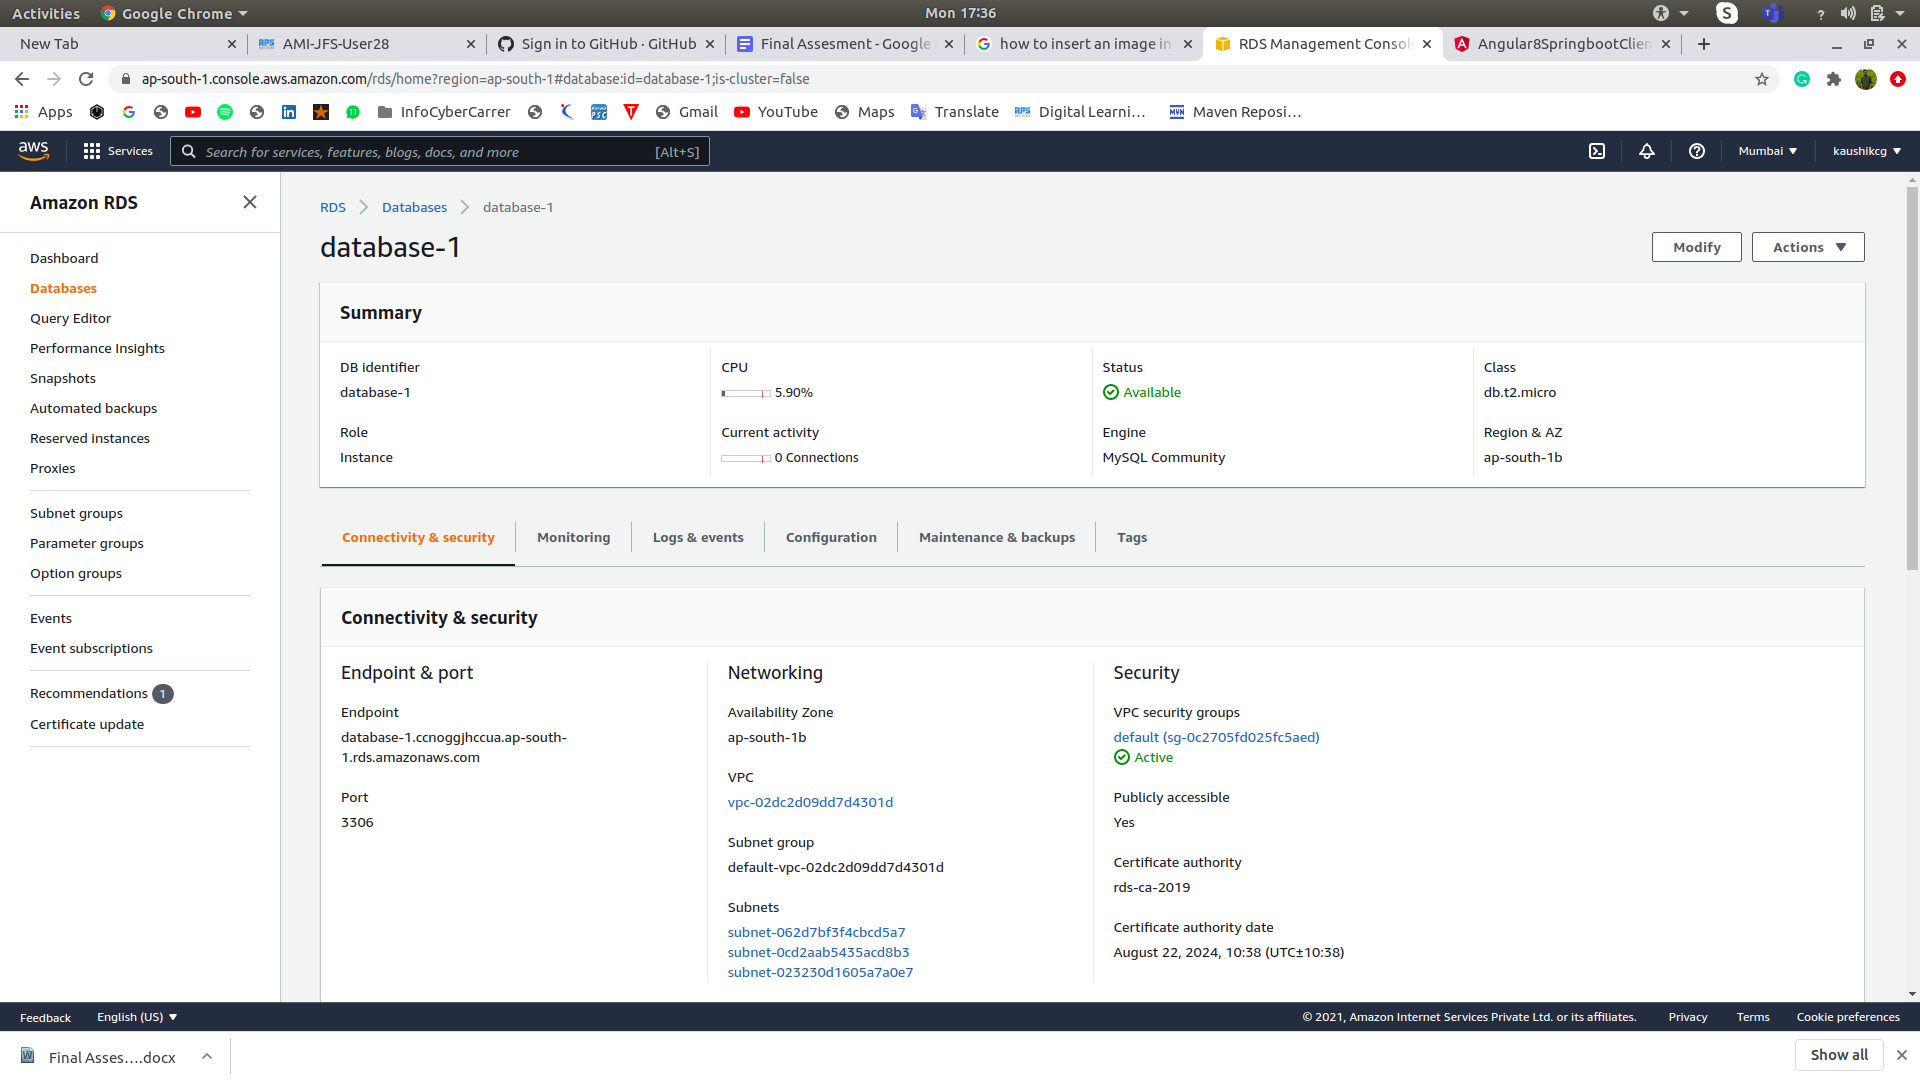 Activities Google Chrome Mon 17:36
New Tab AMI-JFS-User28 Sign in to GitHub · GitHub Final Assesment - Google how to insert an image in RDS Management Consol Angular8SpringbootClien
ap-south-1.console.aws.amazon.com/rds/home?region=ap-south-1#database:id=database-1;is-cluster=false
Apps InfoCyberCarrer Gmail YouTube Maps Translate Digital Learni... Maven Reposi...
aws Services Search for services, features, blogs, docs, and more [Alt+S] Mumbai kaushikcg
Amazon RDS
Dashboard
Databases
Query Editor
Performance Insights
Snapshots
Automated backups
Reserved instances
Proxies
Subnet groups
Parameter groups
Option groups
Events
Event subscriptions
Recommendations 1
Certificate update
RDS Databases database-1
database-1
Modify Actions
Summary
DB identifier
database-1
CPU
5.90%
Status
Available
Class
db.t2.micro
Role
Instance
Current activity
0 Connections
Engine
MySQL Community
Region & AZ
ap-south-1b
Connectivity & security Monitoring Logs & events Configuration Maintenance & backups Tags
Connectivity & security
Endpoint & port
Endpoint
database-1.ccnoggjhccua.ap-south-
1.rds.amazonaws.com
Port
3306
Networking
Availability Zone
ap-south-1b
VPC
vpc-02dc2d09dd7d4301d
Subnet group
default-vpc-02dc2d09dd7d4301d
Subnets
subnet-062d7bf3f4cbcd5a7
subnet-0cd2aab5435acd8b3
subnet-023230d1605a7a0e7
Security
VPC security groups
default (sg-0c2705fd025fc5aed)
Active
Publicly accessible
Yes
Certificate authority
rds-ca-2019
Certificate authority date
August 22, 2024, 10:38 (UTC±10:38)
Feedback English (US) © 2021, Amazon Internet Services Private Ltd. or its affiliates. Privacy Terms Cookie preferences
Final Asses....docx Show all